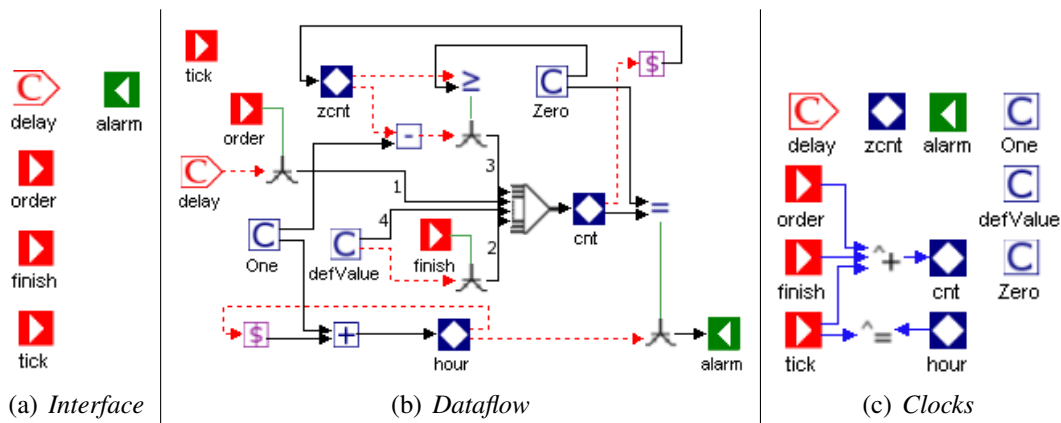 C
delay
alarm
order
finish
tick
(a) Interface
tick
zcnt
≥
C
Zero
$
order
-
C
delay
3
1
4
2
C
One
C
defValue
finish
cnt
=
$
+
hour
alarm
(b) Dataflow
C
delay
zcnt
alarm
C
One
order
C
defValue
finish
^+
cnt
C
Zero
tick
^=
hour
(c) Clocks